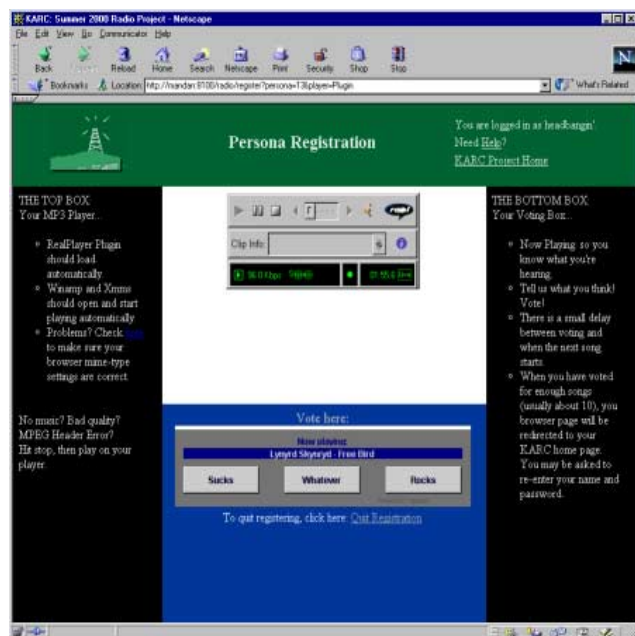 KARC: Summer 2000 Radio Project - Netscape
File Edit View Go Communicator Help
Back Reload Home Search Netscape Print Security Shop Stop
Bookmarks Location: http://mandarr:8100/radio/register?persona=13&player=Plugin What's Related
Persona Registration
You are logged in as headbangin'.
Need Help?
KARC Project Home
THE TOP BOX:
Your MP3 Player...
RealPlayer Plugin
should load
automatically.
Winamp and Xmms
should open and start
playing automatically.
Problems? Check
to make sure your
browser mime-type
settings are correct.
No music? Bad quality?
MPEG Header Error?
Hit stop, then play on your
player.
real
Clip Info:
96.0 Kbps
Vote here:
Now playing:
Lynyrd Skynyrd - Free Bird
Sucks Whatever Rocks
To quit registering, click here: Quit Registration
THE BOTTOM BOX:
Your Voting Box...
Now Playing: so you
know what you're
hearing.
Tell us what you think!
Vote!
There is a small delay
between voting and
when the next song
starts.
When you have voted
for enough songs
(usually about 10), you
browser page will be
redirected to your
KARC home page.
You may be asked to
re-enter your name and
password.